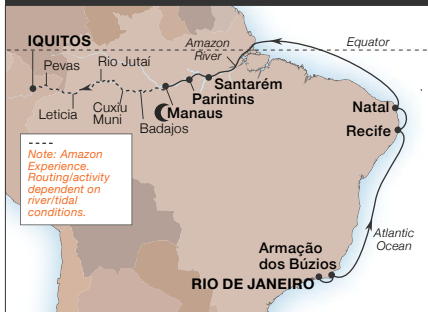 IQUITOS
Pevas
Rio Jutaí
Amazon
River
Equator
Santarém
Parintins
Manaus
Leticia
Cuxiu
Muni
Badajos
Natal
Recife
Note: Amazon
Experience.
Routing/activity
dependent on
river/tidal
conditions.
Atlantic
Ocean
Armação
dos Búzios
RIO DE JANEIRO